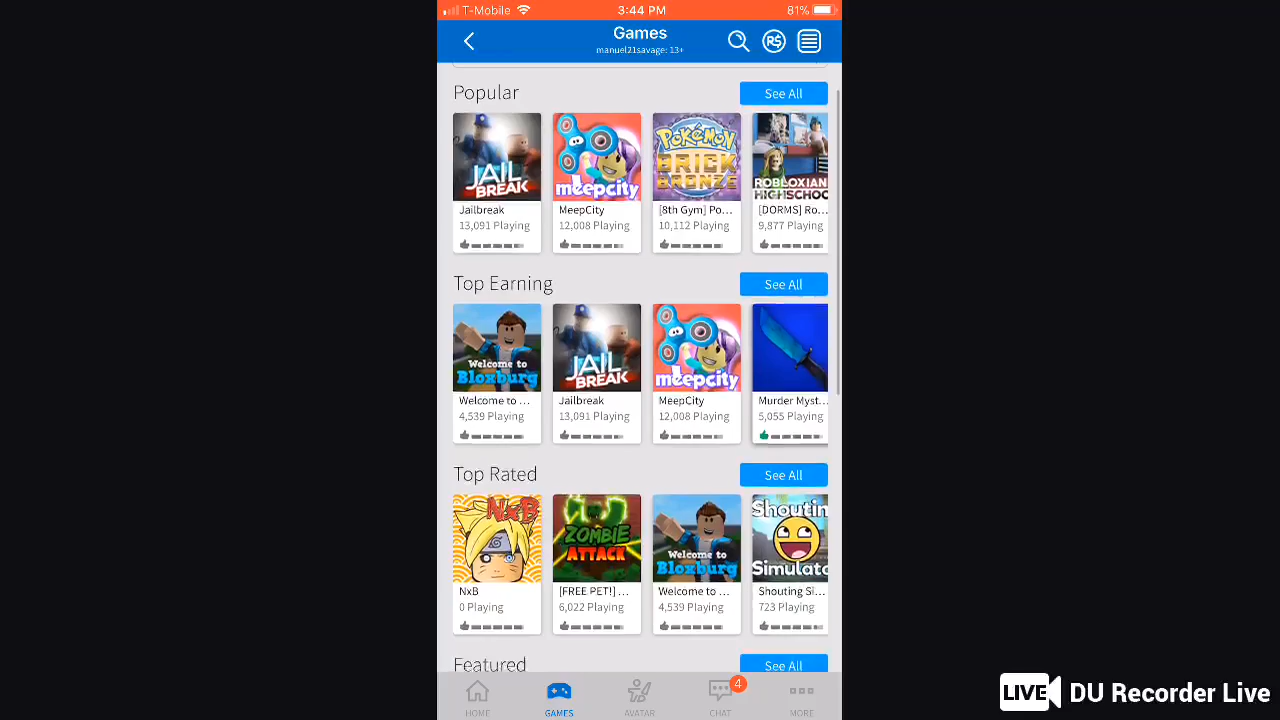 T-Mobile 3:44 PM 81%
Games
manuel21savage: 13+
R$
Popular See All
JAIL BREAK
meepcity
POKéMON BRICK BRONZE
ROBLOXIAN HIGHSCHOOL
Jailbreak MeepCity [8th Gym] Po... [DORMS] Ro...
13,091 Playing 12,008 Playing 10,112 Playing 9,877 Playing
Top Earning See All
Welcome to Bloxburg
JAIL BREAK
meepcity
Welcome to ... Jailbreak MeepCity Murder Myst...
4,539 Playing 13,091 Playing 12,008 Playing 5,055 Playing
Top Rated See All
NxB
ZOMBIE ATTACK
Welcome to Bloxburg
Shoutin Simulato
NxB [FREE PET!] ... Welcome to ... Shouting Si...
0 Playing 6,022 Playing 4,539 Playing 723 Playing
Featured See All
4
HOME GAMES AVATAR CHAT MORE
LIVE DU Recorder Live